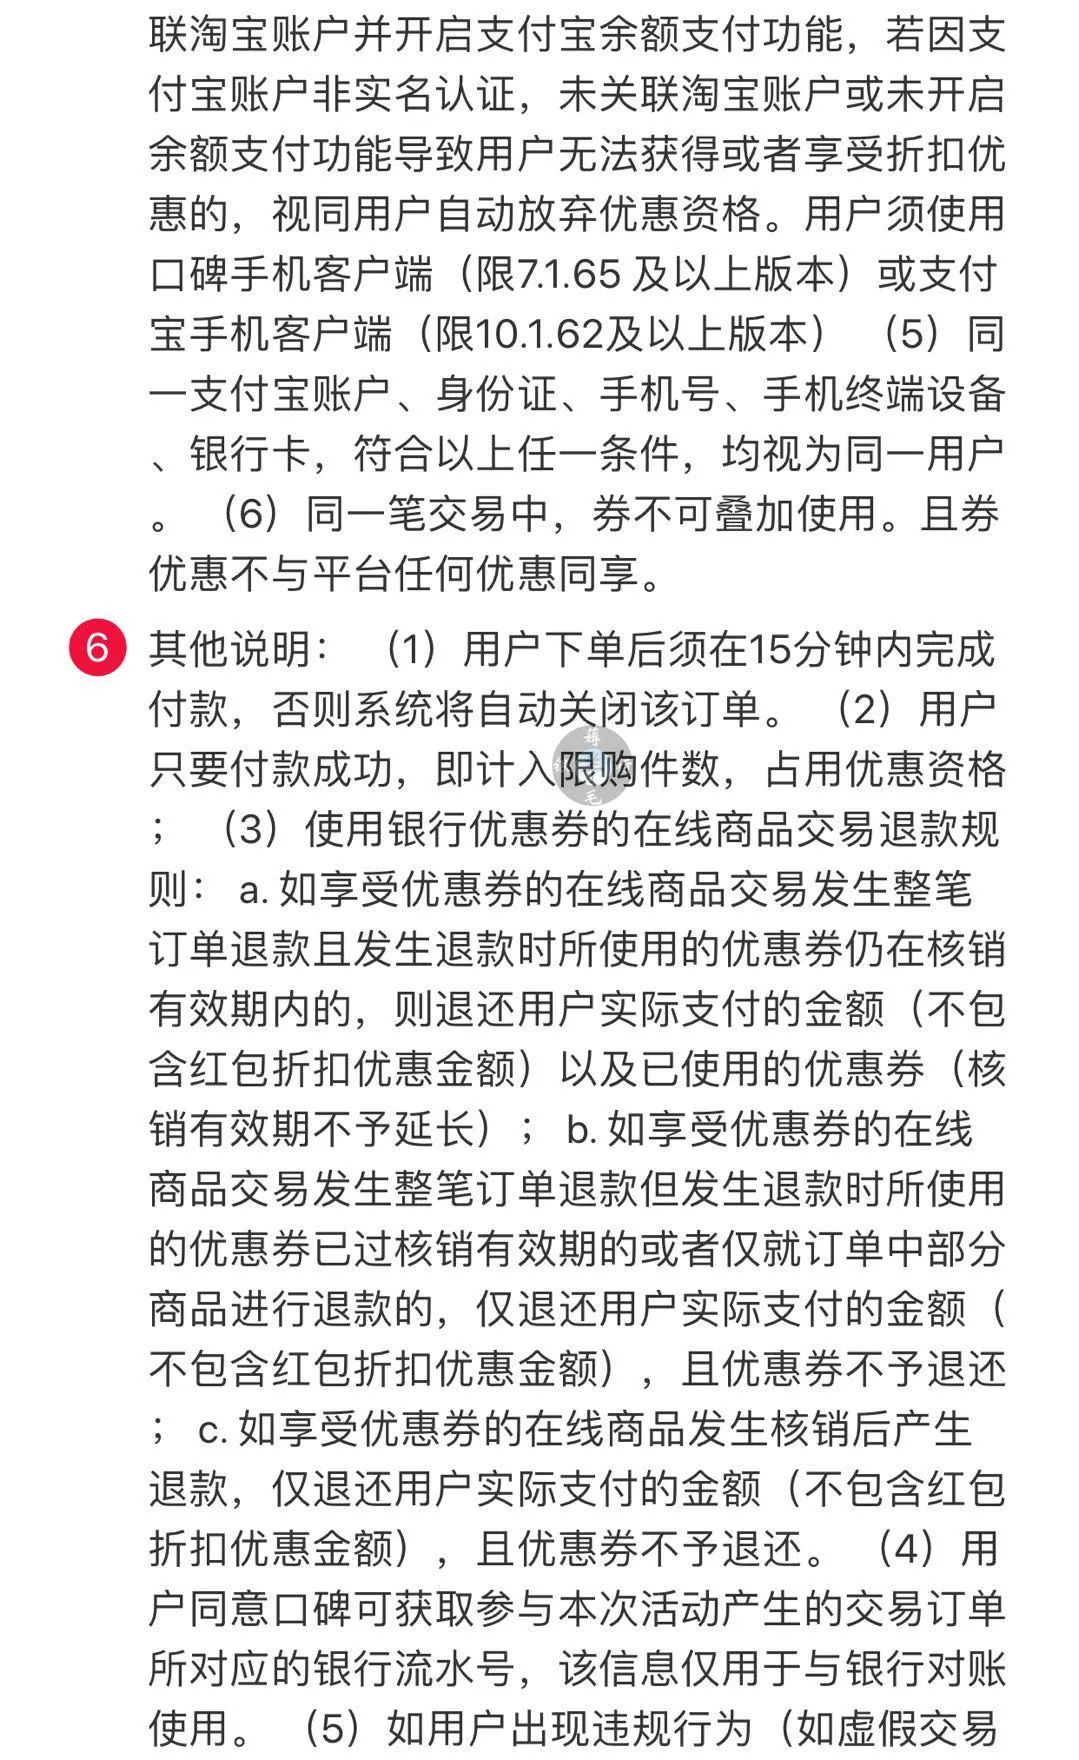 联淘宝账户并开启支付宝余额支付功能，若因支
付宝账户非实名认证，未关联淘宝账户或未开启
余额支付功能导致用户无法获得或者享受折扣优
惠的，视同用户自动放弃优惠资格。用户须使用
口碑手机客户端（限7.1.65 及以上版本）或支付
宝手机客户端（限10.1.62及以上版本） （5）同
一支付宝账户、身份证、手机号、手机终端设备
、银行卡，符合以上任一条件，均视为同一用户
。 （6）同一笔交易中，券不可叠加使用。且券
优惠不与平台任何优惠同享。
6 其他说明： （1）用户下单后须在15分钟内完成
付款，否则系统将自动关闭该订单。 （2）用户
只要付款成功，即计入限购件数，占用优惠资格
； （3）使用银行优惠券的在线商品交易退款规
则： a. 如享受优惠券的在线商品交易发生整笔
订单退款且发生退款时所使用的优惠券仍在核销
有效期内的，则退还用户实际支付的金额（不包
含红包折扣优惠金额）以及已使用的优惠券（核
销有效期不予延长）； b. 如享受优惠券的在线
商品交易发生整笔订单退款但发生退款时所使用
的优惠券已过核销有效期的或者仅就订单中部分
商品进行退款的，仅退还用户实际支付的金额（
不包含红包折扣优惠金额），且优惠券不予退还
； c. 如享受优惠券的在线商品发生核销后产生
退款，仅退还用户实际支付的金额（不包含红包
折扣优惠金额），且优惠券不予退还。 （4）用
户同意口碑可获取参与本次活动产生的交易订单
所对应的银行流水号，该信息仅用于与银行对账
使用。 （5）如用户出现违规行为（如虚假交易